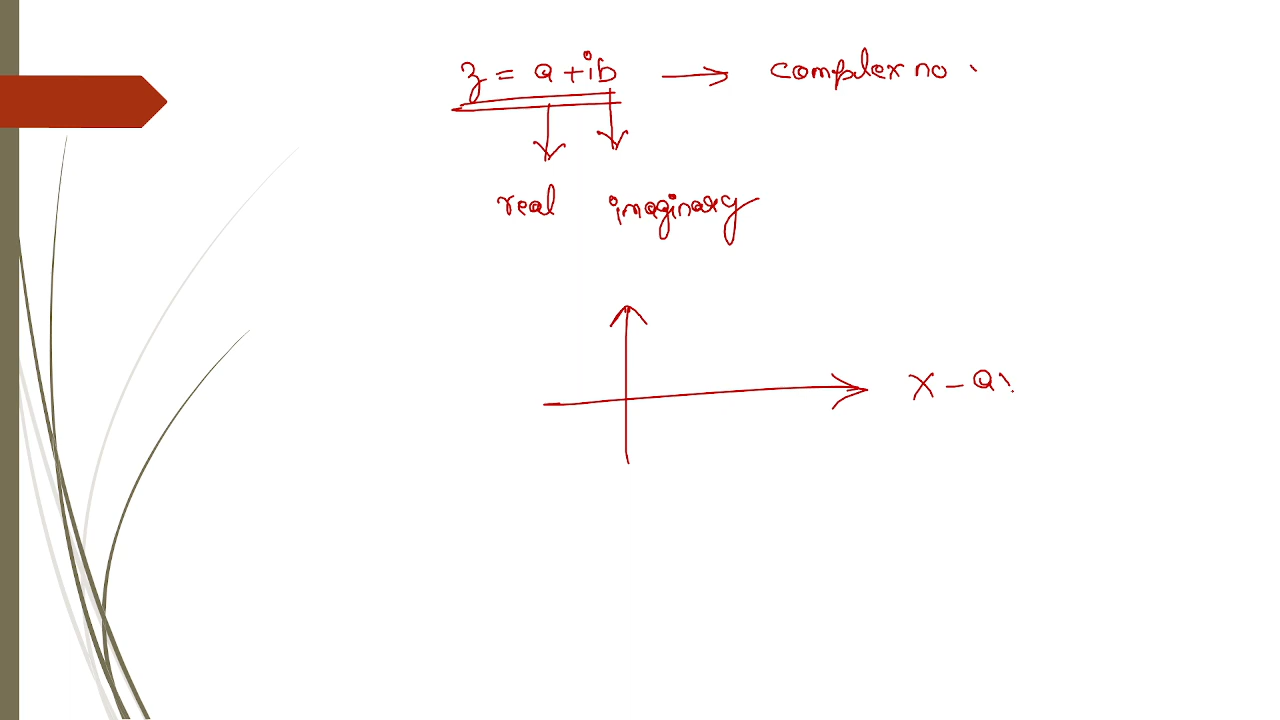 z = a + ib → complex no.
real imaginary